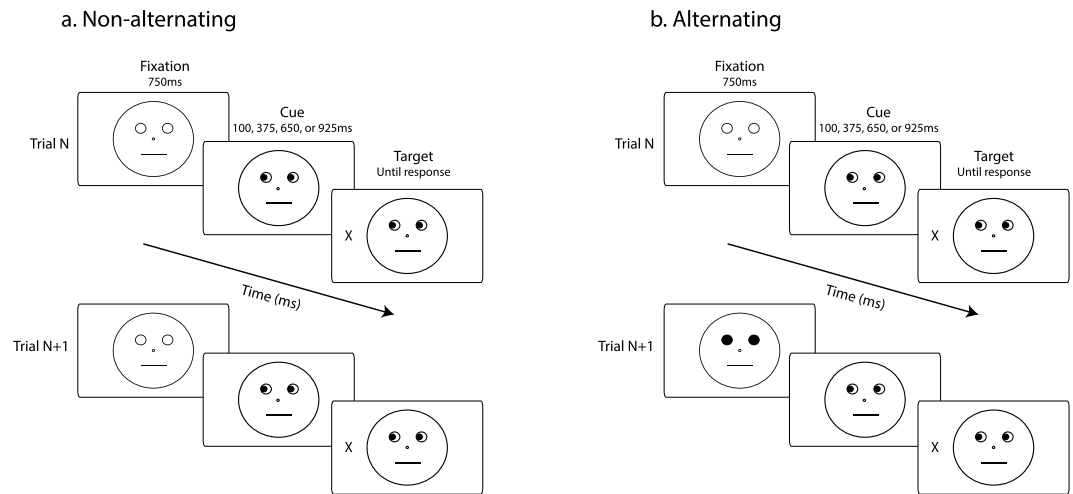 a. Non-alternating
Fixation
750ms
Trial N
Cue
100, 375, 650, or 925ms
Target
Until response
X
Time (ms)
Trial N+1
X
b. Alternating
Fixation
750ms
Trial N
Cue
100, 375, 650, or 925ms
Target
Until response
X
Time (ms)
Trial N+1
X